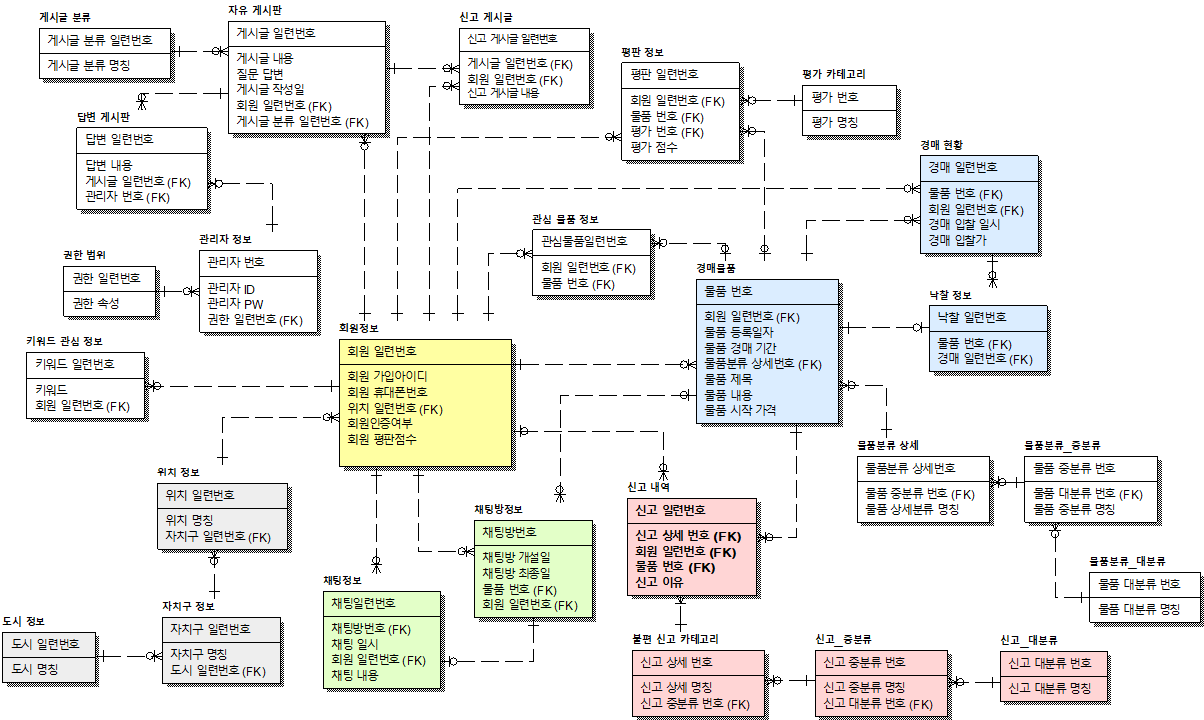 게시글 분류
게시글 분류 일련번호
게시글 분류 명칭
자유 게시판
게시글 일련번호
게시글 내용
질문 답변
게시글 작성일
회원 일련번호 (FK)
게시글 분류 일련번호 (FK)
신고 게시글
신고 게시글 일련번호
게시글 일련번호 (FK)
회원 일련번호 (FK)
신고 게시글 내용
평판 정보
평판 일련번호
회원 일련번호 (FK)
물품 번호 (FK)
평가 번호 (FK)
평가 점수
평가 카테고리
평가 번호
평가 명칭
답변 게시판
답변 일련번호
답변 내용
게시글 일련번호 (FK)
관리자 번호 (FK)
경매 현황
경매 일련번호
물품 번호 (FK)
회원 일련번호 (FK)
경매 입찰 일시
경매 입찰가
관심 물품 정보
관심물품일련번호
회원 일련번호 (FK)
물품 번호 (FK)
권한 범위
권한 일련번호
권한 속성
관리자 정보
관리자 번호
관리자 ID
관리자 PW
권한 일련번호 (FK)
경매물품
물품 번호
회원 일련번호 (FK)
물품 등록일자
물품 경매 기간
물품분류 상세번호 (FK)
물품 제목
물품 내용
물품 시작 가격
낙찰 정보
낙찰 일련번호
물품 번호 (FK)
경매 일련번호 (FK)
키워드 관심 정보
키워드 일련번호
키워드
회원 일련번호 (FK)
회원정보
회원 일련번호
회원 가입아이디
회원 휴대폰번호
위치 일련번호 (FK)
회원인증여부
회원 평판점수
물품분류 상세
물품분류 상세번호
물품 중분류 번호 (FK)
물품 상세분류 명칭
물품분류_중분류
물품 중분류 번호
물품 대분류 번호 (FK)
물품 중분류 명칭
물품분류_대분류
물품 대분류 번호
물품 대분류 명칭
위치 정보
위치 일련번호
위치 명칭
자치구 일련번호 (FK)
신고 내역
신고 일련번호
신고 상세 번호 (FK)
회원 일련번호 (FK)
물품 번호 (FK)
신고 이유
채팅방정보
채팅방번호
채팅방 개설일
채팅방 최종일
물품 번호 (FK)
회원 일련번호 (FK)
채팅정보
채팅일련번호
채팅방번호 (FK)
채팅 일시
회원 일련번호 (FK)
채팅 내용
도시 정보
도시 일련번호
도시 명칭
자치구 정보
자치구 일련번호
자치구 명칭
도시 일련번호 (FK)
불편 신고 카테고리
신고 상세 번호
신고 상세 명칭
신고 중분류 번호 (FK)
신고_중분류
신고 중분류 번호
신고 중분류 명칭
신고 대분류 번호 (FK)
신고_대분류
신고 대분류 번호
신고 대분류 명칭